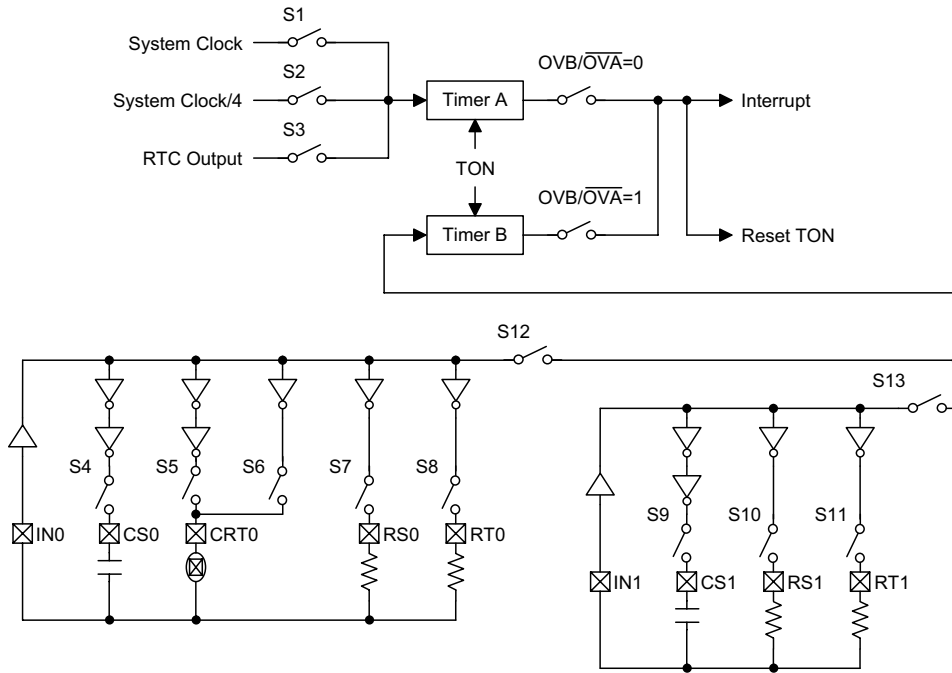 S1
System Clock
OVB/O̅V̅A̅=0
S2
System Clock/4
Timer A
Interrupt
S3
RTC Output
TON
OVB/O̅V̅A̅=1
Timer B
Reset TON
S12
S13
S4
S5
S6
S7
S8
IN0
CS0
CRT0
RS0
RT0
S9
S10
S11
IN1
CS1
RS1
RT1